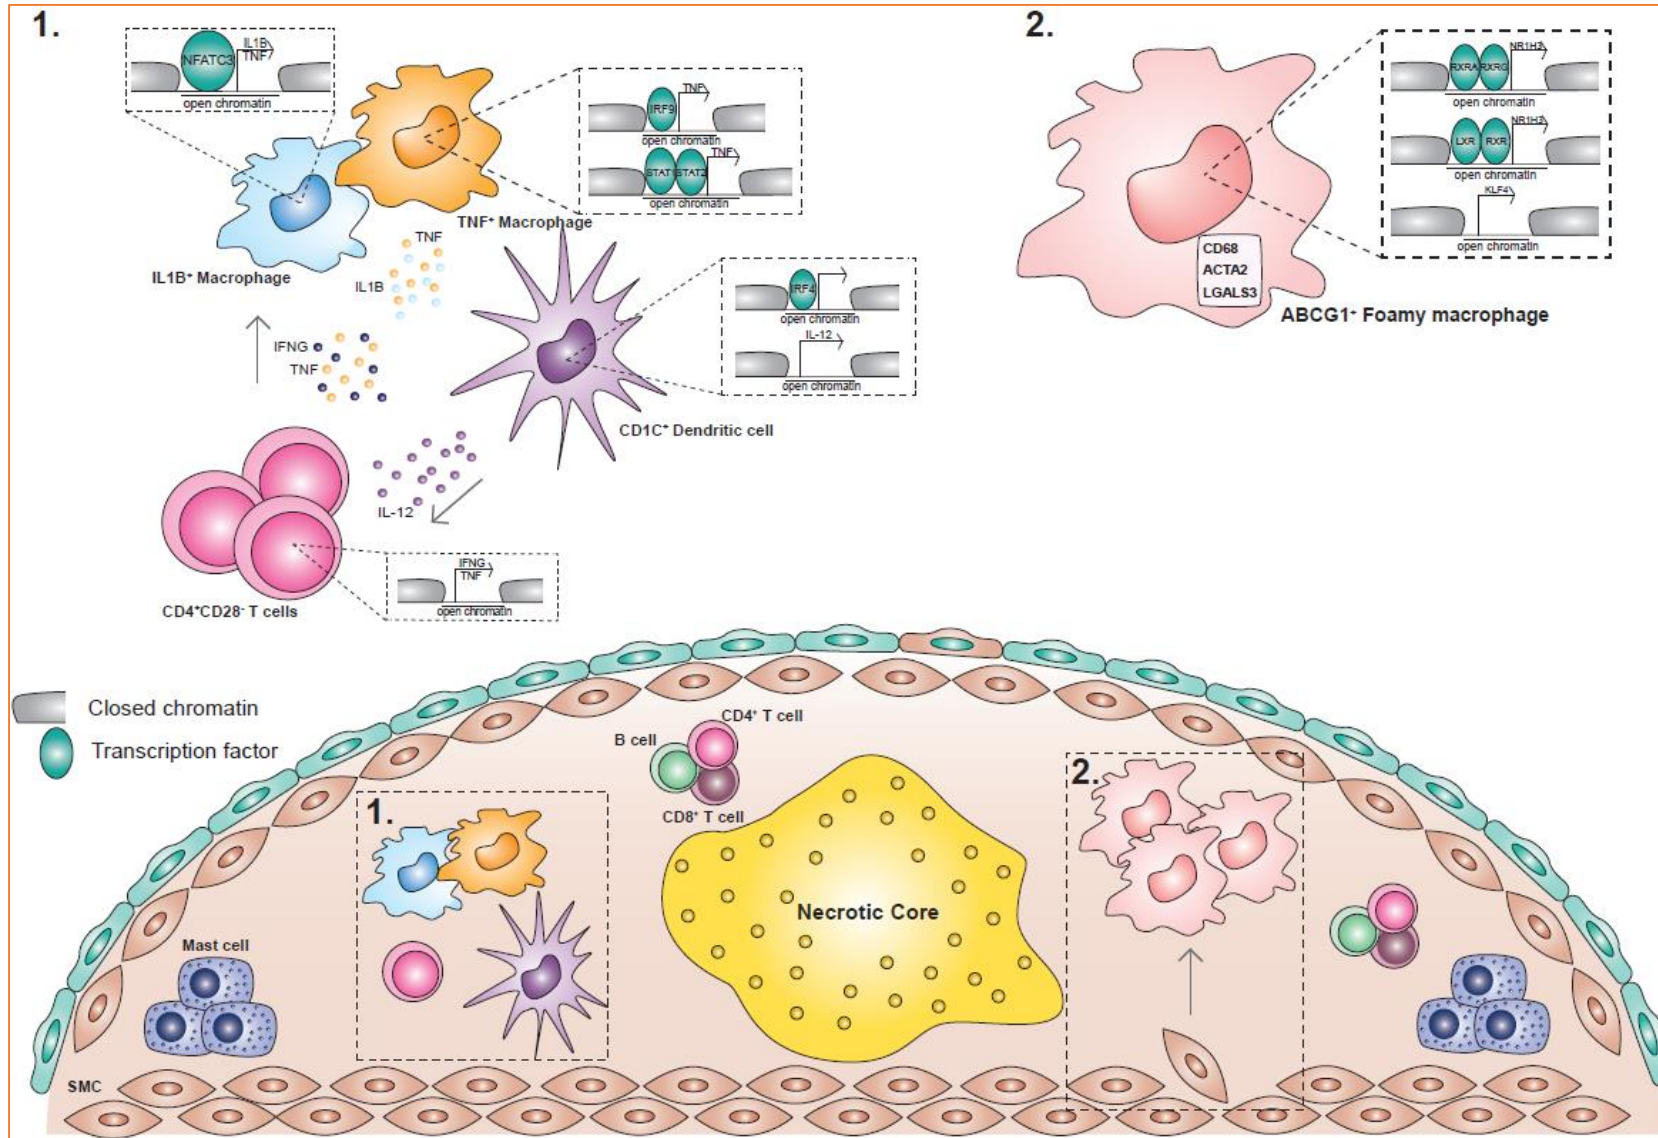 1.
NFATC3
IL1B
TNF
open chromatin
IRF9
TNF
open chromatin
STAT1
STAT2
TNF
open chromatin
TNF⁺ Macrophage
IL1B⁺ Macrophage
TNF
IL1B
IFNG
TNF
IRF4
open chromatin
IL-12
open chromatin
CD1C⁺ Dendritic cell
IL-12
IFNG
TNF
open chromatin
CD4⁺CD28⁻ T cells
2.
RXRA
RXRG
NR1H2
open chromatin
LXR
RXR
NR1H2
open chromatin
KLF4
open chromatin
CD68
ACTA2
LGALS3
ABCG1⁺ Foamy macrophage
Closed chromatin
Transcription factor
CD4⁺ T cell
B cell
CD8⁺ T cell
1.
2.
Necrotic Core
Mast cell
SMC